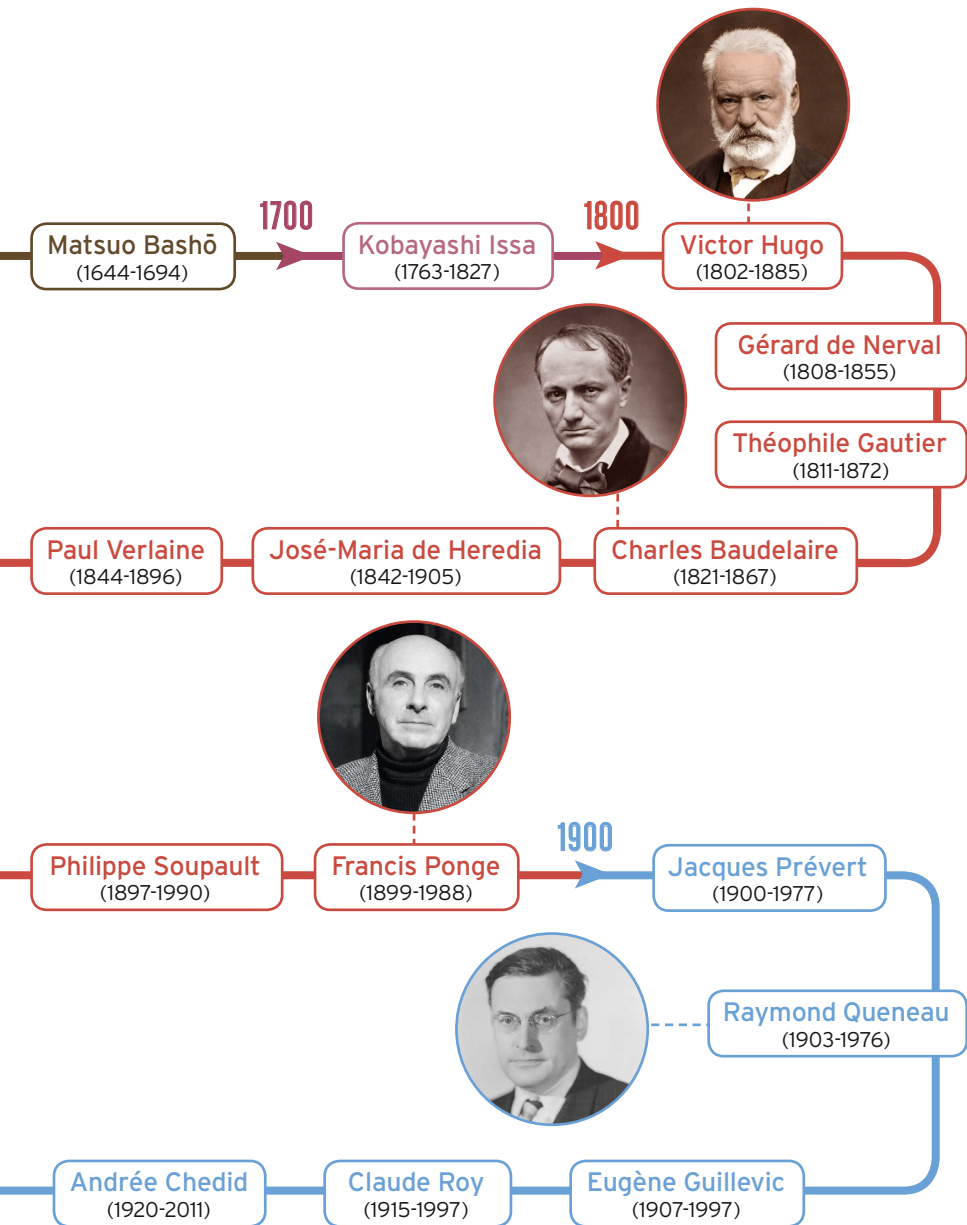 Matsuo Bashō
(1644-1694)
1700
Kobayashi Issa
(1763-1827)
1800
Victor Hugo
(1802-1885)
Gérard de Nerval
(1808-1855)
Théophile Gautier
(1811-1872)
Charles Baudelaire
(1821-1867)
José-Maria de Heredia
(1842-1905)
Paul Verlaine
(1844-1896)
Philippe Soupault
(1897-1990)
Francis Ponge
(1899-1988)
1900
Jacques Prévert
(1900-1977)
Raymond Queneau
(1903-1976)
Eugène Guillevic
(1907-1997)
Claude Roy
(1915-1997)
Andrée Chedid
(1920-2011)